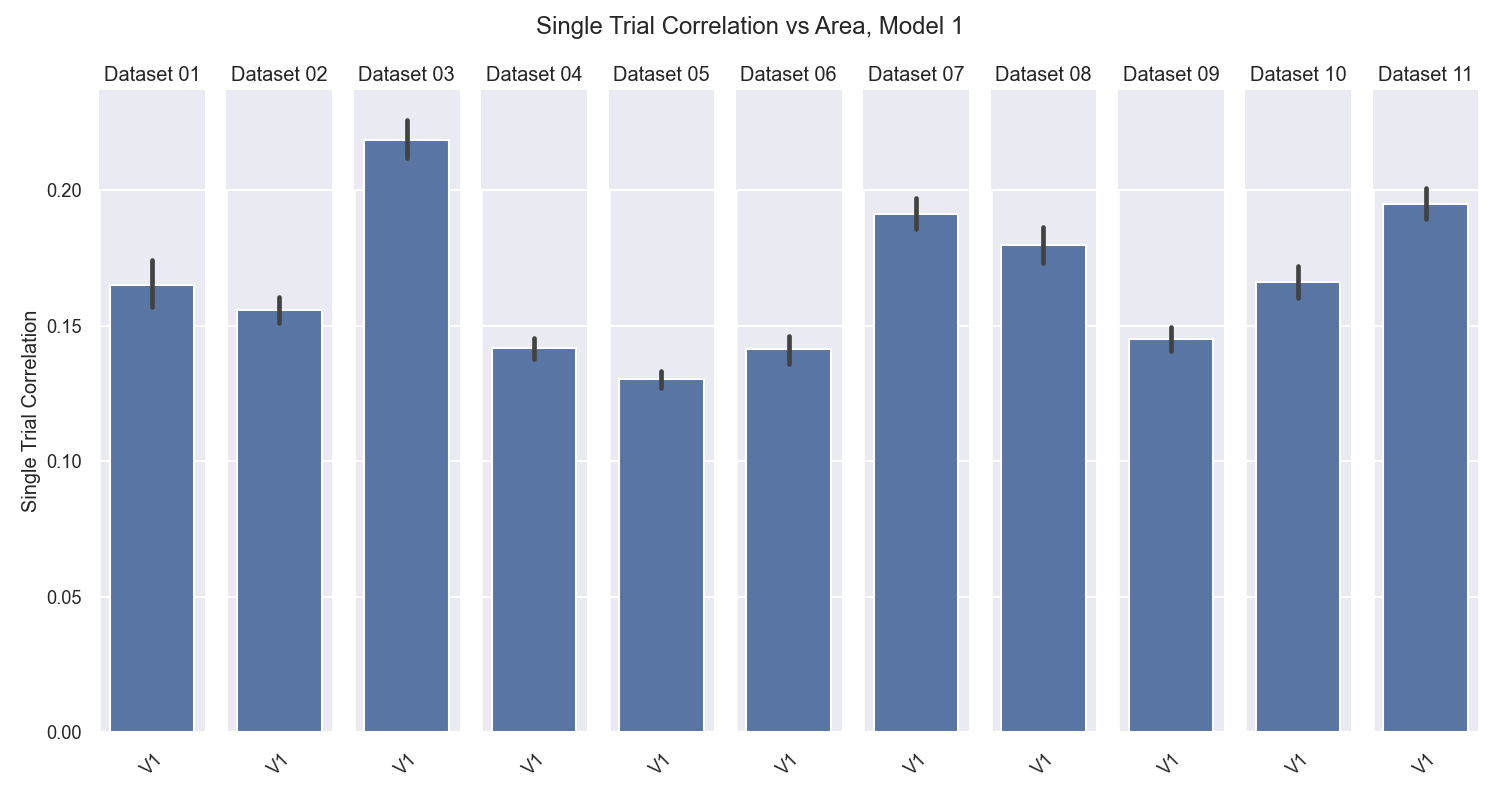 Single Trial Correlation vs Area, Model 1
Dataset 01
Dataset 02
Dataset 03
Dataset 04
Dataset 05
Dataset 06
Dataset 07
Dataset 08
Dataset 09
Dataset 10
Dataset 11
Single Trial Correlation
0.20
0.15
0.10
0.05
0.00
V1
V1
V1
V1
V1
V1
V1
V1
V1
V1
V1